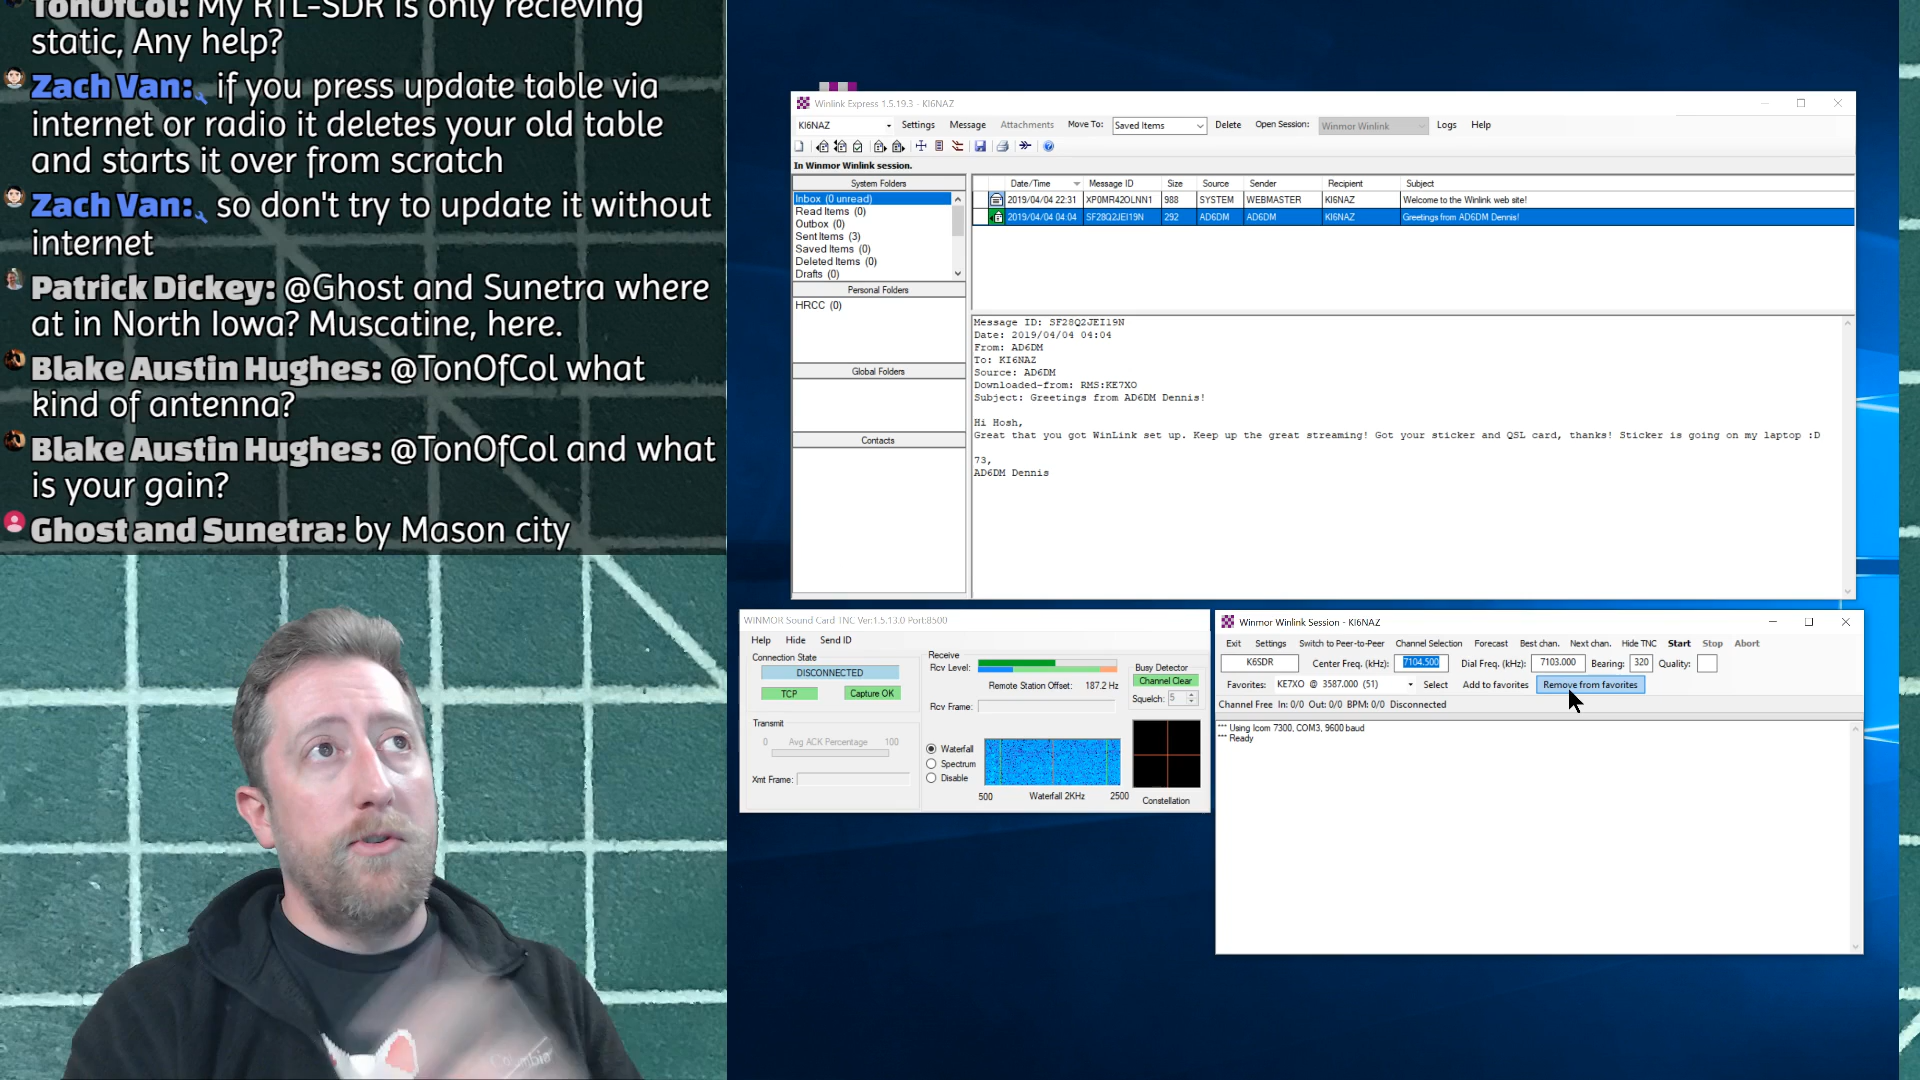 TonOfCol: My RTL-SDR is only recieving
static, Any help?
Zach Van: if you press update table via
internet or radio it deletes your old table
and starts it over from scratch
Zach Van: so don't try to update it without
internet
Patrick Dickey: @Ghost and Sunetra where
at in North Iowa? Muscatine, here.
Blake Austin Hughes: @TonOfCol what
kind of antenna?
Blake Austin Hughes: @TonOfCol and what
is your gain?
Ghost and Sunetra: by Mason city
Columbia
Winlink Express 1.5.19.3 - KI6NAZ
KI6NAZ Settings Message Attachments Move To: Saved Items Delete Open Session: Winmor Winlink Logs Help
In Winmor Winlink session.
System Folders
Inbox (0 unread)
Read Items (0)
Outbox (0)
Sent Items (3)
Saved Items (0)
Deleted Items (0)
Drafts (0)
Personal Folders
HRCC (0)
Global Folders
Contacts
Date/Time Message ID Size Source Sender Recipient Subject
2019/04/04 22:31 XP0MR42OLNN1 988 SYSTEM WEBMASTER KI6NAZ Welcome to the Winlink web site!
2019/04/04 04:04 SF28Q2JEI19N 292 AD6DM AD6DM KI6NAZ Greetings from AD6DM Dennis!
Message ID: SF28Q2JEI19N
Date: 2019/04/04 04:04
From: AD6DM
To: KI6NAZ
Source: AD6DM
Downloaded-from: RMS:KE7XO
Subject: Greetings from AD6DM Dennis!
Hi Hosh,
Great that you got WinLink set up. Keep up the great streaming! Got your sticker and QSL card, thanks! Sticker is going on my laptop :D
73,
AD6DM Dennis
WINMOR Sound Card TNC Ver:1.5.13.0 Port:8500
Help Hide Send ID
Connection State
DISCONNECTED
TCP Capture OK
Transmit
0 Avg ACK Percentage 100
Xmt Frame:
Receive
Rcv Level:
Remote Station Offset: 187.2 Hz
Rcv Frame:
Waterfall
Spectrum
Disable
500 Waterfall 2KHz 2500
Busy Detector
Channel Clear
Squelch: 5
Constellation
Winmor Winlink Session - KI6NAZ
Exit Settings Switch to Peer-to-Peer Channel Selection Forecast Best chan. Next chan. Hide TNC Start Stop Abort
K6SDR Center Freq. (kHz): 7104.500 Dial Freq. (kHz): 7103.000 Bearing: 320 Quality:
Favorites: KE7XO @ 3587.000 (51) Select Add to favorites Remove from favorites
Channel Free In: 0/0 Out: 0/0 BPM: 0/0 Disconnected
*** Using Icom 7300, COM3, 9600 baud
*** Ready